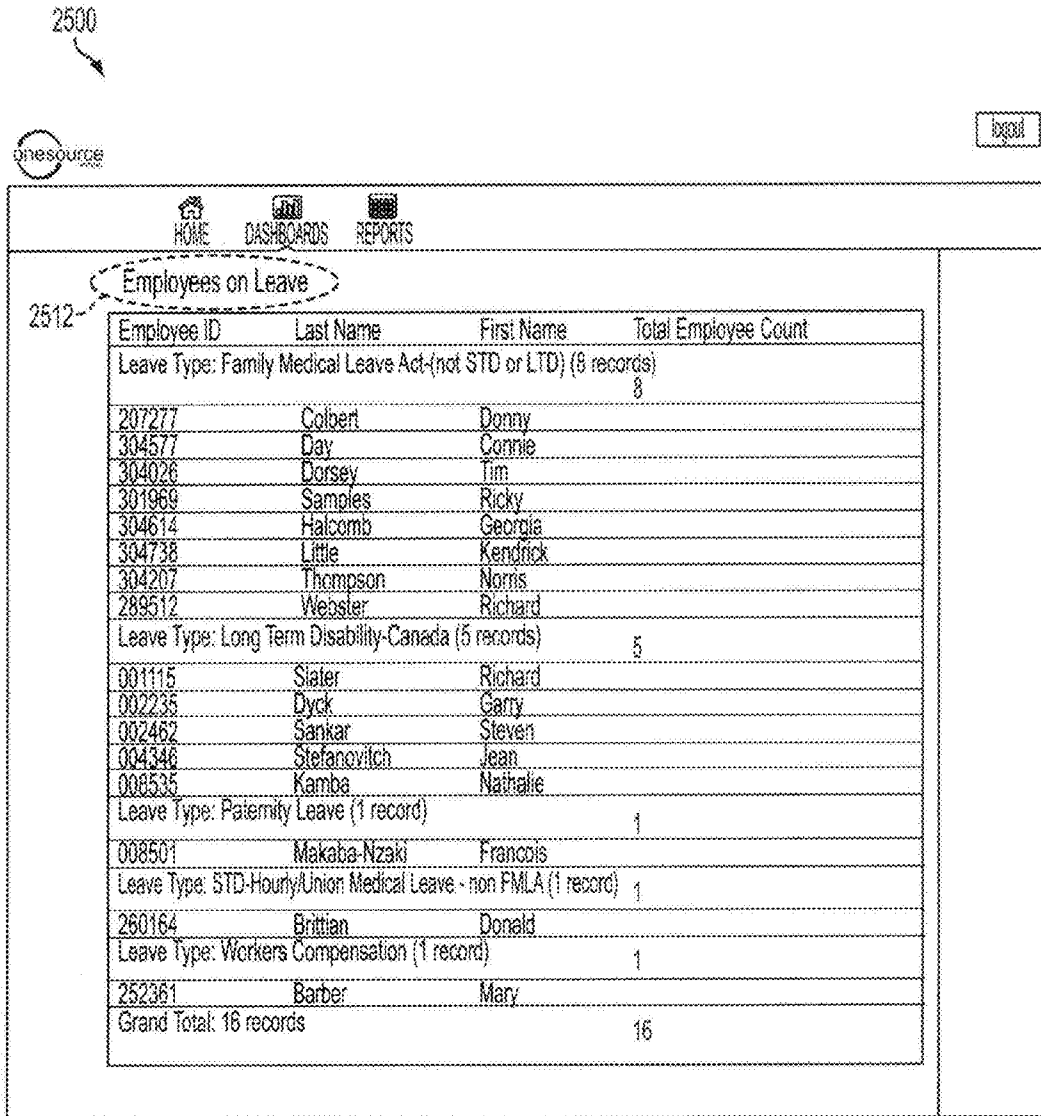 2500
logout
onesource
HOME DASHBOARDS REPORTS
Employees on Leave
2512
Employee ID Last Name First Name Total Employee Count
Leave Type: Family Medical Leave Act-(not STD or LTD) (8 records)
8
207277 Colbert Donny
304577 Day Connie
304026 Dorsey Tim
301969 Samples Ricky
304614 Halcomb Georgia
304738 Little Kendrick
304207 Thompson Norris
289512 Webster Richard
Leave Type: Long Term Disability-Canada (5 records) 5
001115 Slater Richard
002235 Dyck Garry
002462 Sankar Steven
004346 Stefanovitch Jean
008535 Kamba Nathalie
Leave Type: Paternity Leave (1 record) 1
008501 Makaba-Nzaki Francois
Leave Type: STD-Hourly/Union Medical Leave - non FMLA (1 record) 1
260164 Brittian Donald
Leave Type: Workers Compensation (1 record) 1
252361 Barber Mary
Grand Total: 16 records 16